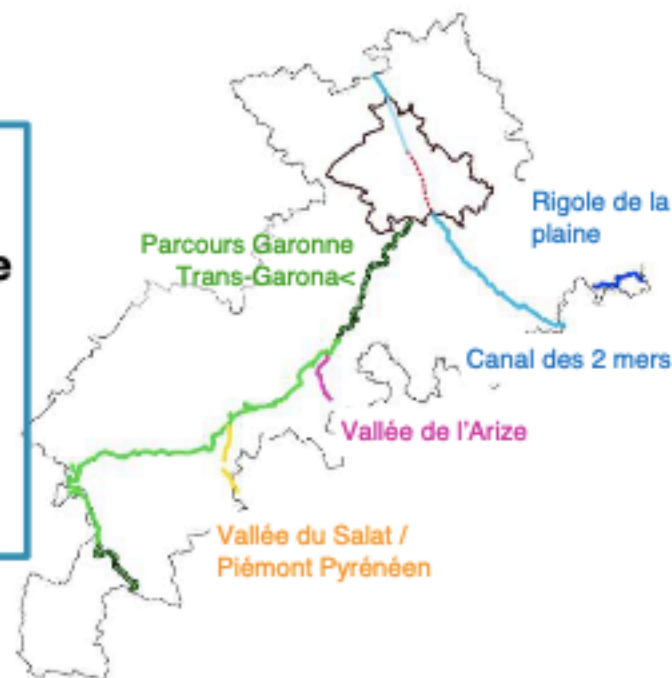 Rigole de la
plaine
Parcours Garonne
Trans-Garona<
e
Canal des 2 mers
Vallée de l'Arize
Vallée du Salat /
Piémont Pyrénéen